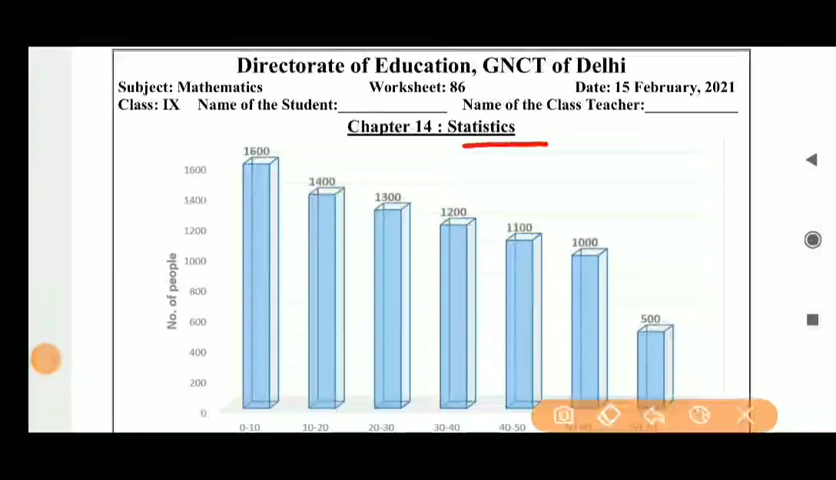 Directorate of Education, GNCT of Delhi
Subject: Mathematics Worksheet: 86 Date: 15 February, 2021
Class: IX Name of the Student:____________ Name of the Class Teacher:__________
Chapter 14 : Statistics
1600
1400
1300
1200
1100
1000
500
1600
1400
1200
1000
800
600
400
200
0
No. of people
0-10 10-20 20-30 30-40 40-50